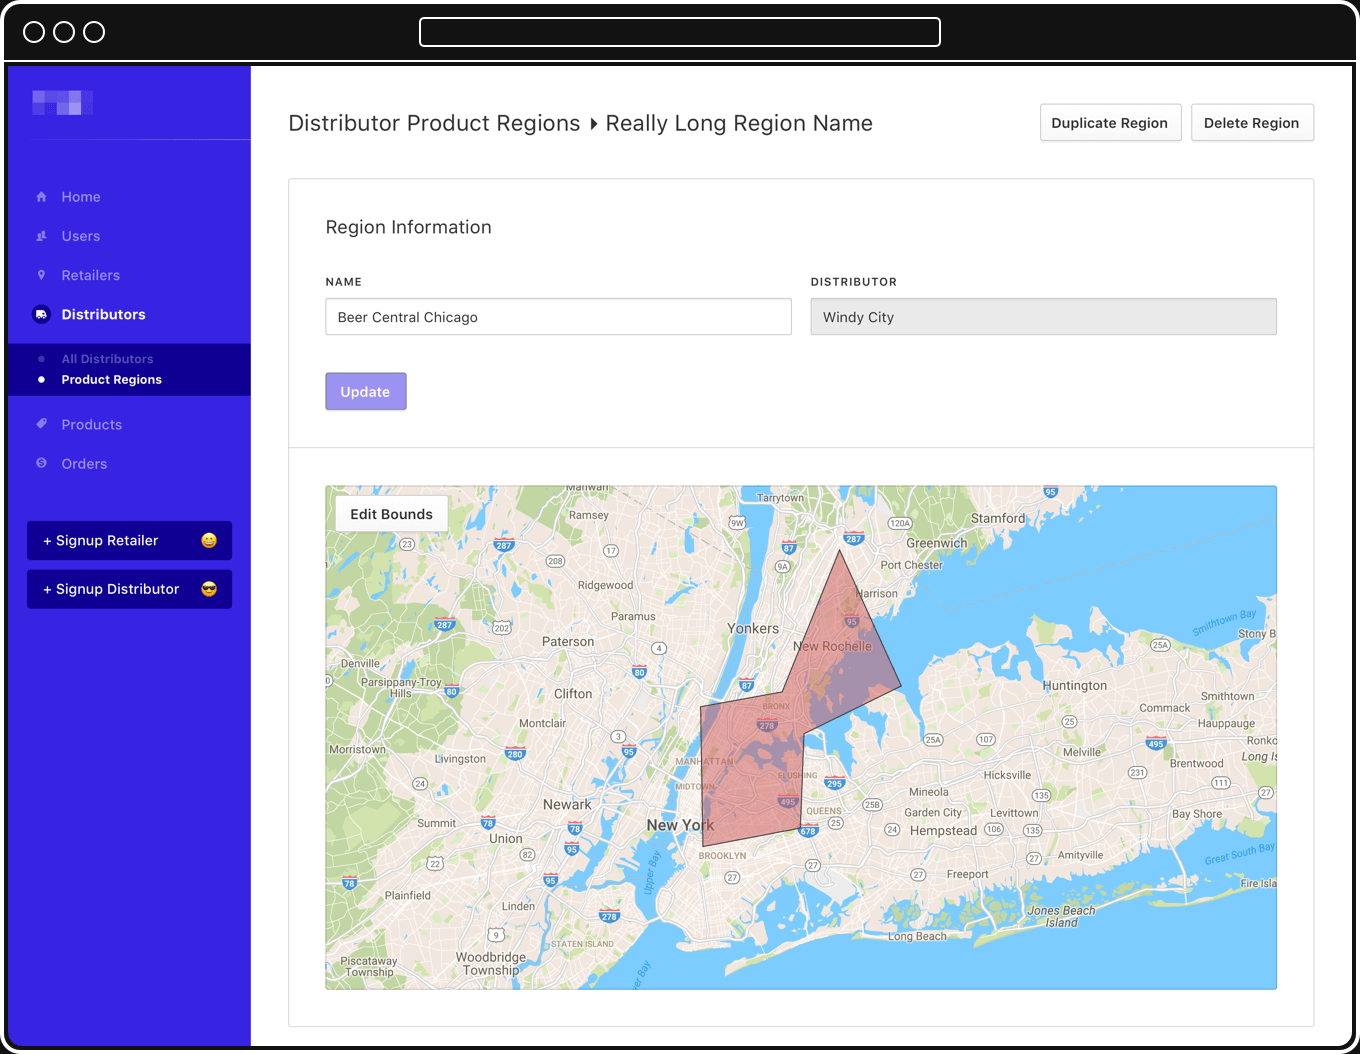 Distributor Product Regions Really Long Region Name
Duplicate Region
Delete Region
Home
Users
Retailers
Distributors
All Distributors
Product Regions
Products
Orders
+ Signup Retailer
+ Signup Distributor
Region Information
NAME
DISTRIBUTOR
Beer Central Chicago
Windy City
Update
Edit Bounds
Tarrytown
95
Ramsey
9W
120A
Stamford
23
287
17
87
287
Greenwich
208
9A
Port Chester
Ridgewood
Harrison
Paramus
Smithtown Bay
287
202
Yonkers
95
Stony B
Paterson
4
New Rochelle
25A
Denville
80
Parsippany-Troy
Hills
80
Clifton
87
Huntington
Smithtown
BRONX
Commack
Montclair
278
25
Hauppauge
3
25A
107
495
Ronko
Morristown
280
95
Melville
Long Is
Livingston
MANHATTAN
Brentwood
FLUSHING
Hicksville
231
24
MIDTOWN
295
111
Mineola
135
27
Newark
495
QUEENS
25B
Garden City
Levittown
Bay Shore
Summit
78
78
New York
678
25
24
Hempstead
106
135
Union
95
82
BROOKLYN
27
Amityville
Great South Bay
22
27
27
Freeport
78
95
Upper Bay
Fire Isla
Plainfield
Linden
278
Jones Beach
Island
9
STATEN ISLAND
Long Beach
Piscataway
Township
Woodbridge
Township